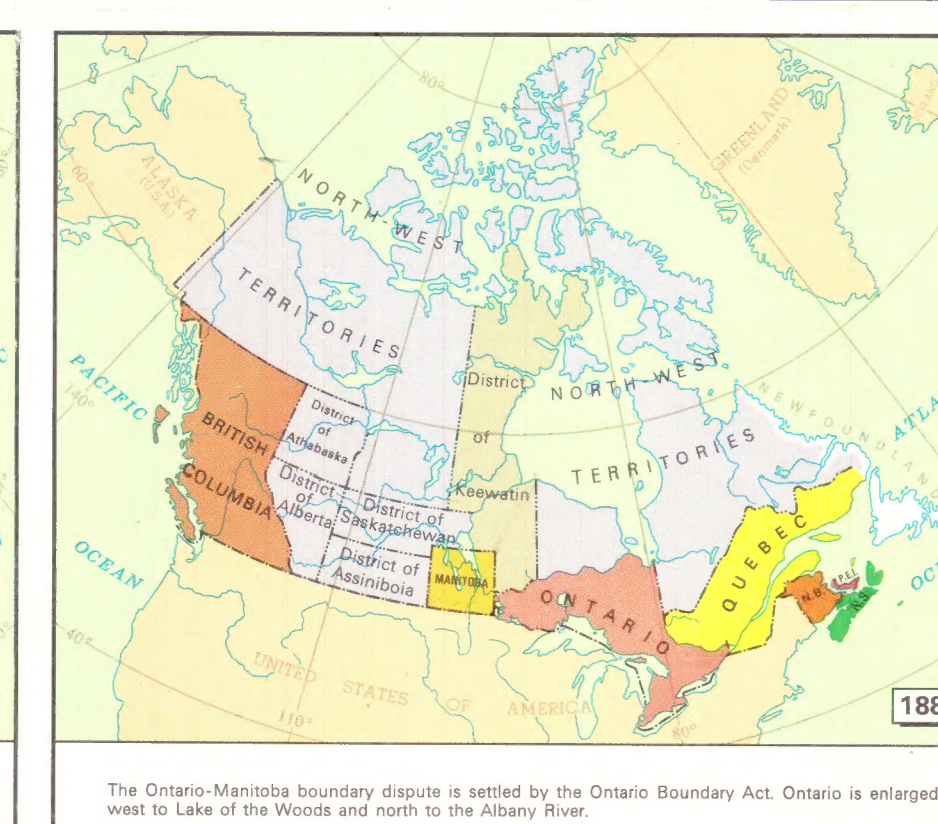 80°
60°
ALASKA
(U.S.A.)
GREENLAND
(Denmark)
NORTH-WEST
TERRITORIES
PACIFIC
140°
BRITISH
COLUMBIA
District
of
Athabaska
District
of
Keewatin
NORTH-WEST
TERRITORIES
NEWFOUNDLAND
ATLA
District
of
Alberta
District of
Saskatchewan
District of
Assiniboia
MANITOBA
ONTARIO
QUEBEC
P.E.I.
N.B.
N.S.
OCEAN
40°
UNITED STATES OF AMERICA
110°
80°
188
The Ontario-Manitoba boundary dispute is settled by the Ontario Boundary Act. Ontario is enlarged
west to Lake of the Woods and north to the Albany River.